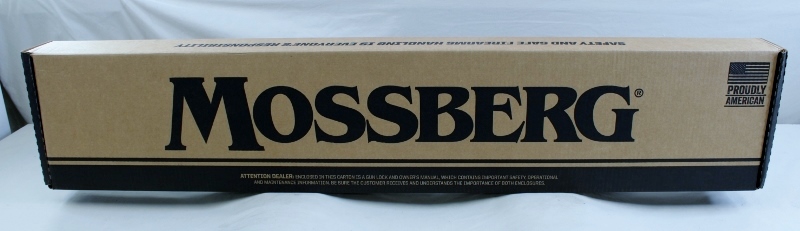 SAFETY AND SAFE FIREARMS HANDLING IS EVERYONE'S RESPONSIBILITY
MOSSBERG®
PROUDLY
AMERICAN
ATTENTION DEALER: ENCLOSED IN THIS CARTON IS A GUN LOCK AND OWNER'S MANUAL, WHICH CONTAINS IMPORTANT SAFETY, OPERATIONAL,
AND MAINTENANCE INFORMATION. BE SURE THE CUSTOMER RECEIVES AND UNDERSTANDS THE IMPORTANCE OF BOTH ENCLOSURES.